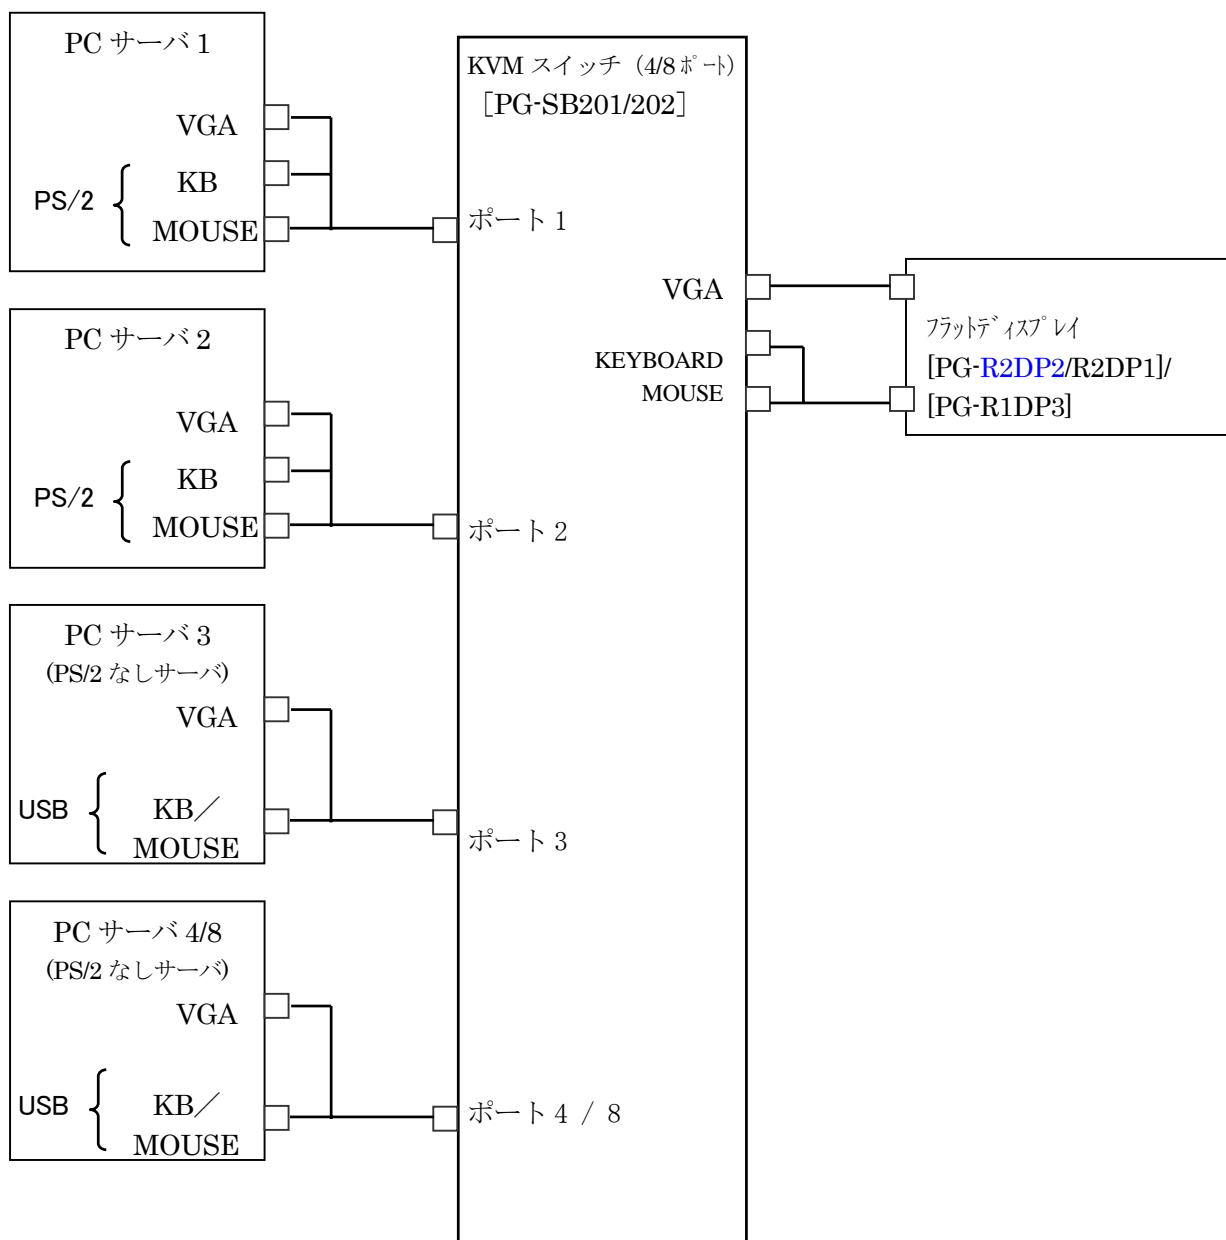 PC サーバ 1
VGA
PS/2
KB
MOUSE
PC サーバ 2
VGA
PS/2
KB
MOUSE
PC サーバ 3
(PS/2 なしサーバ)
VGA
USB
KB／
MOUSE
PC サーバ 4/8
(PS/2 なしサーバ)
VGA
USB
KB／
MOUSE
KVM スイッチ（4/8ﾎﾟｰﾄ）
［PG-SB201/202］
ポート 1
ポート 2
ポート 3
ポート 4 / 8
VGA
KEYBOARD
MOUSE
ﾌﾗｯﾄﾃﾞｨｽﾌﾟﾚｲ
[PG-R2DP2/R2DP1]/
[PG-R1DP3]